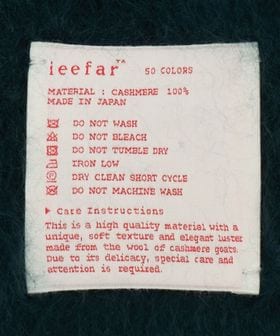 ieefar™ 50 COLORS
MATERIAL : CASHMERE 100%
MADE IN JAPAN
DO NOT WASH
DO NOT BLEACH
DO NOT TUMBLE DRY
IRON LOW
DRY CLEAN SHORT CYCLE
DO NOT MACHINE WASH
▶ Care Instructions
This is a high quality material with a
unique, soft texture and elegant luster
made from the wool of cashmere goats.
Due to its delicacy, special care and
attention is required.